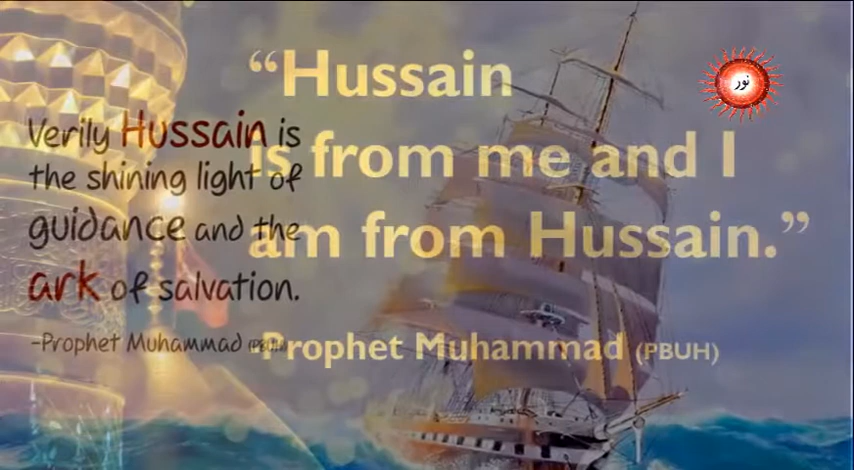 Verily Hussain is
the shining light of
guidance and the
ark of salvation.
-Prophet Muhammad (PBUH)
“Hussain
is from me and I
am from Hussain.”
-Prophet Muhammad (PBUH)
نور